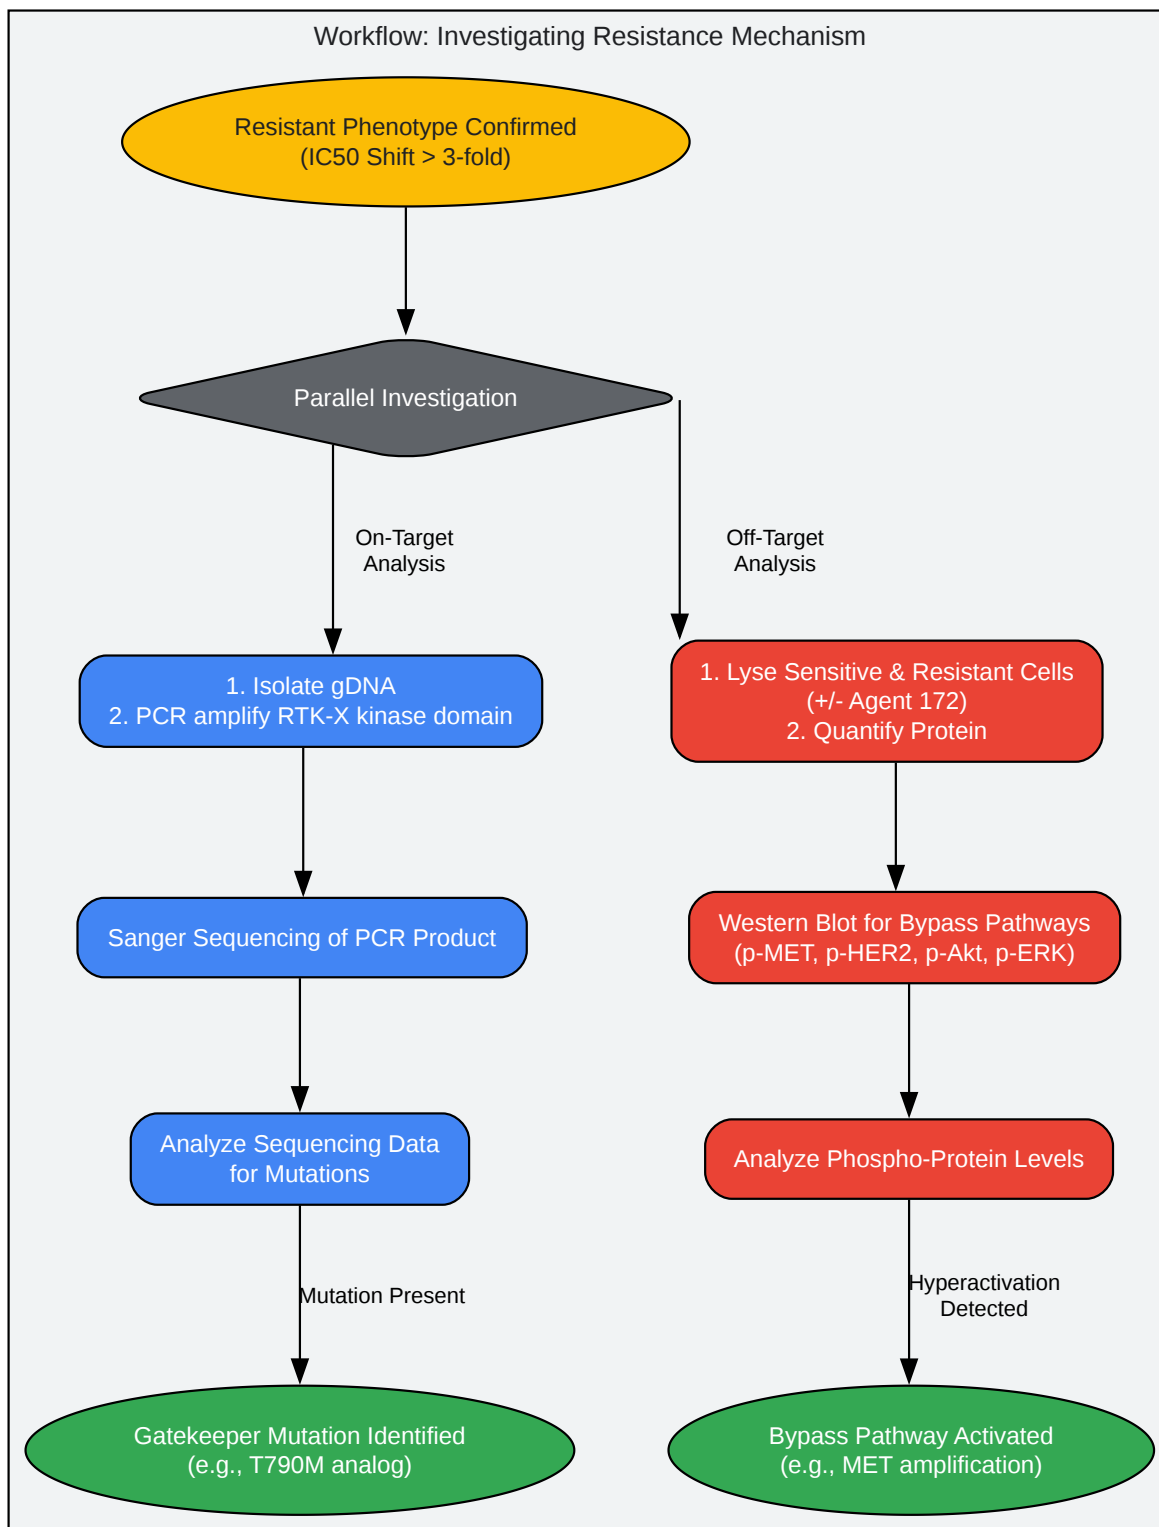 Workflow: Investigating Resistance Mechanism
Resistant Phenotype Confirmed
(IC50 Shift > 3-fold)
Parallel Investigation
On-Target
Analysis
Off-Target
Analysis
1. Isolate gDNA
2. PCR amplify RTK-X kinase domain
1. Lyse Sensitive & Resistant Cells
(+/- Agent 172)
2. Quantify Protein
Sanger Sequencing of PCR Product
Western Blot for Bypass Pathways
(p-MET, p-HER2, p-Akt, p-ERK)
Analyze Sequencing Data
for Mutations
Analyze Phospho-Protein Levels
Mutation Present
Hyperactivation
Detected
Gatekeeper Mutation Identified
(e.g., T790M analog)
Bypass Pathway Activated
(e.g., MET amplification)